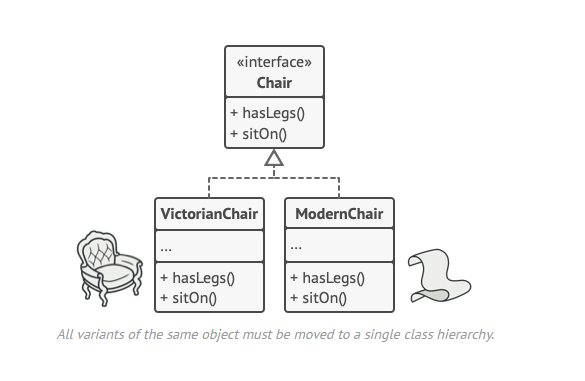 «interface»
Chair
+ hasLegs()
+ sitOn()
VictorianChair
...
+ hasLegs()
+ sitOn()
ModernChair
...
+ hasLegs()
+ sitOn()
All variants of the same object must be moved to a single class hierarchy.